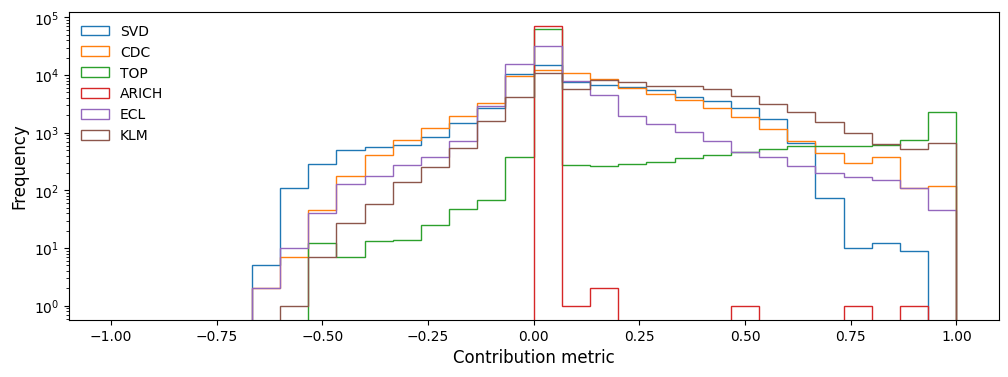 10⁵
10⁴
10³
10²
10¹
10⁰
Frequency
SVD
CDC
TOP
ARICH
ECL
KLM
−1.00 −0.75 −0.50 −0.25 0.00 0.25 0.50 0.75 1.00
Contribution metric